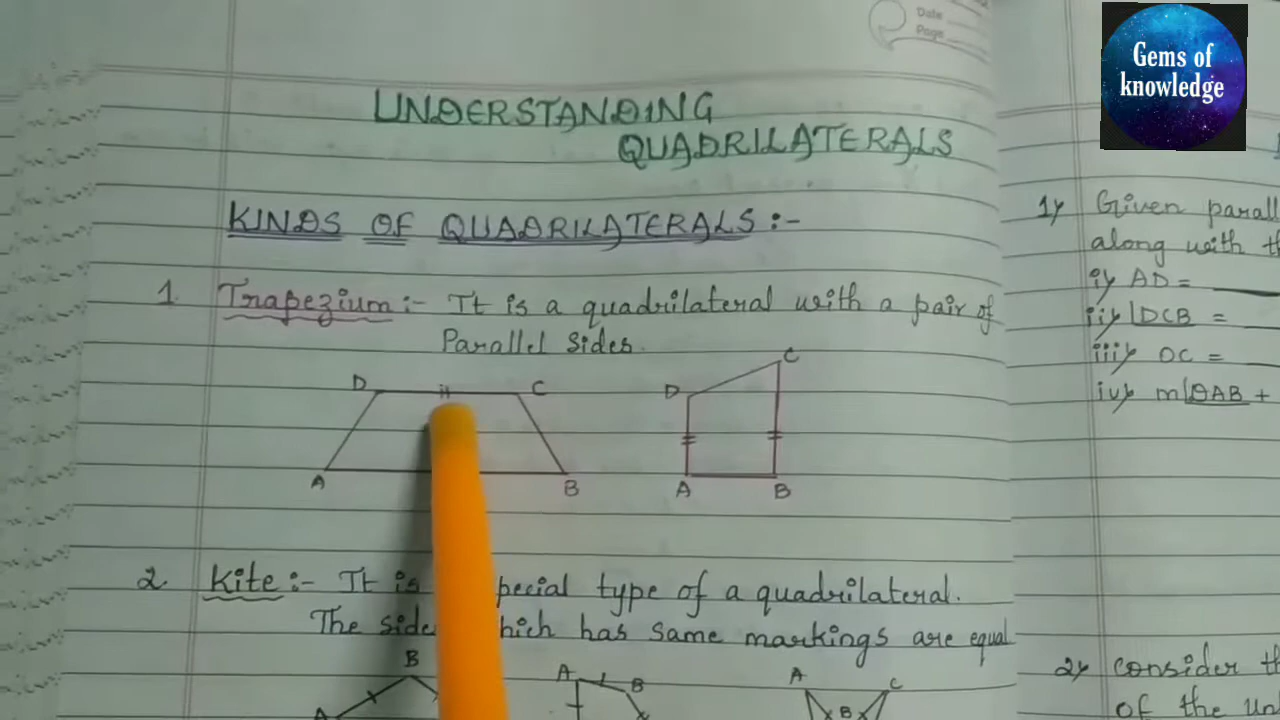 Date
Page
Gems of
knowledge
UNDERSTANDING
QUADRILATERALS
KINDS OF QUADRILATERALS :-
1. Trapezium :- It is a quadrilateral with a pair of
Parallel sides.
D C
A B
D C
A B
2. Kite :- It is pecial type of a quadrilateral.
The side hich has same markings are equal
B
A
A B
A C
B
1) Given parall
along with th
i) AD =
ii) ∠DCB =
iii) OC =
iv) m∠DAB +
2) Consider th
of the un